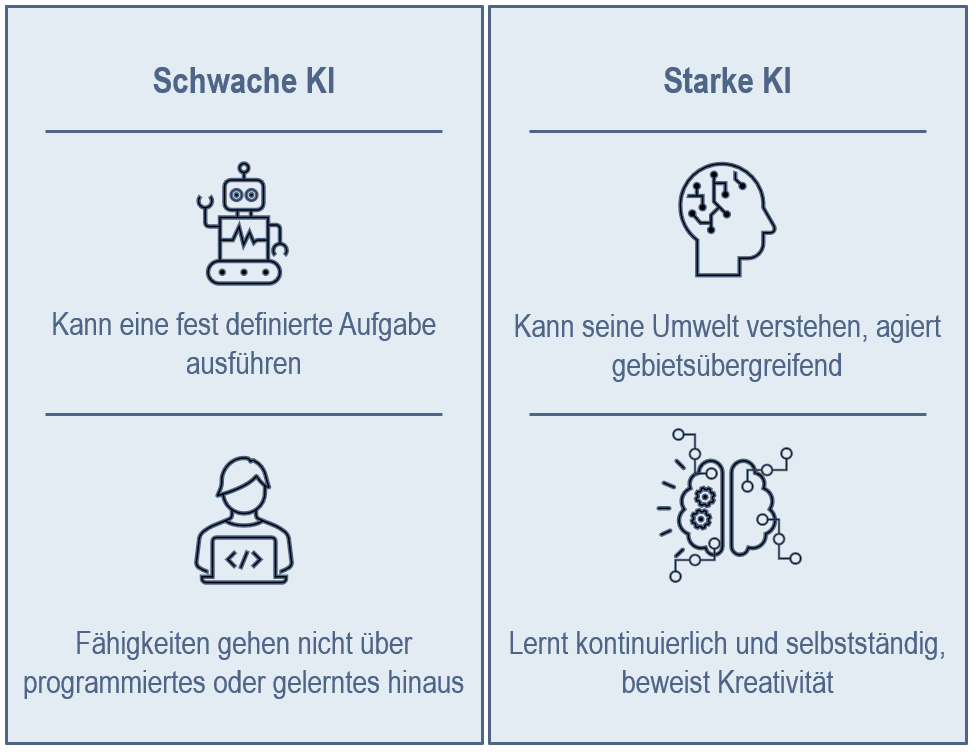 Schwache KI
Kann eine fest definierte Aufgabe
ausführen
</>
Fähigkeiten gehen nicht über
programmiertes oder gelerntes hinaus
Starke KI
Kann seine Umwelt verstehen, agiert
gebietsübergreifend
Lernt kontinuierlich und selbstständig,
beweist Kreativität